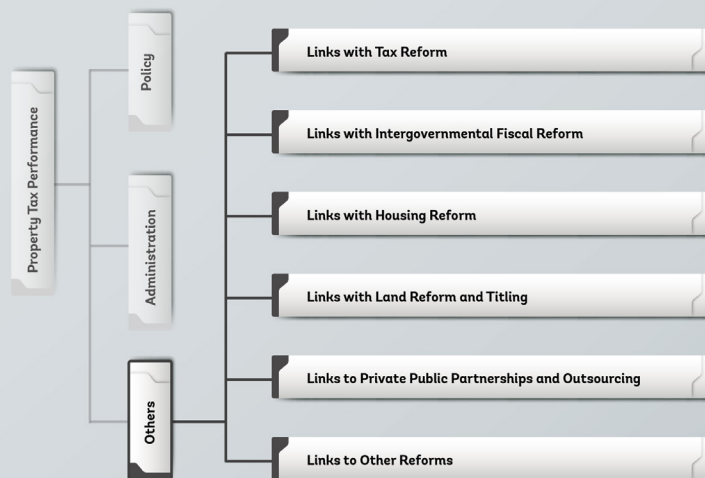 Property Tax Performance
Policy
Administration
Others
Links with Tax Reform
Links with Intergovernmental Fiscal Reform
Links with Housing Reform
Links with Land Reform and Titling
Links to Private Public Partnerships and Outsourcing
Links to Other Reforms